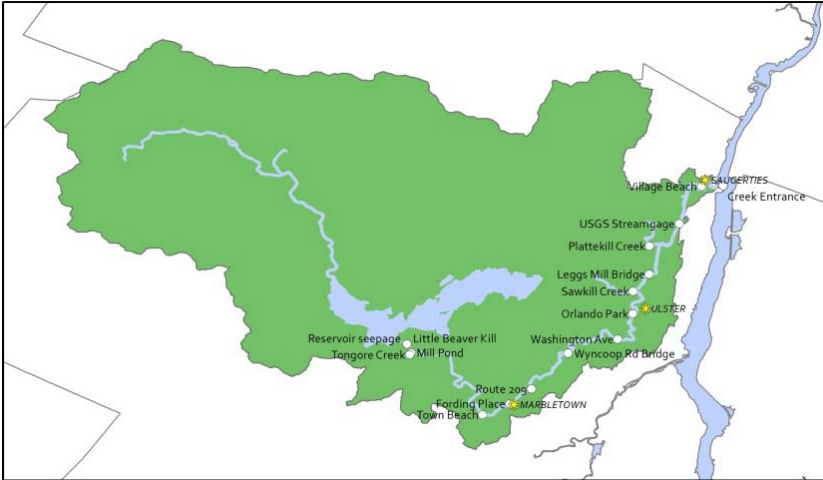 SAUGERTIES
Village Beach
Creek Entrance
USGS Streamgage
Plattekill Creek
Leggs Mill Bridge
Sawkill Creek
ULSTER
Orlando Park
Reservoir seepage
Little Beaver Kill
Washington Ave
Tongore Creek
Mill Pond
Wyncoop Rd Bridge
Route 209
Fording Place
MARBLETOWN
Town Beach